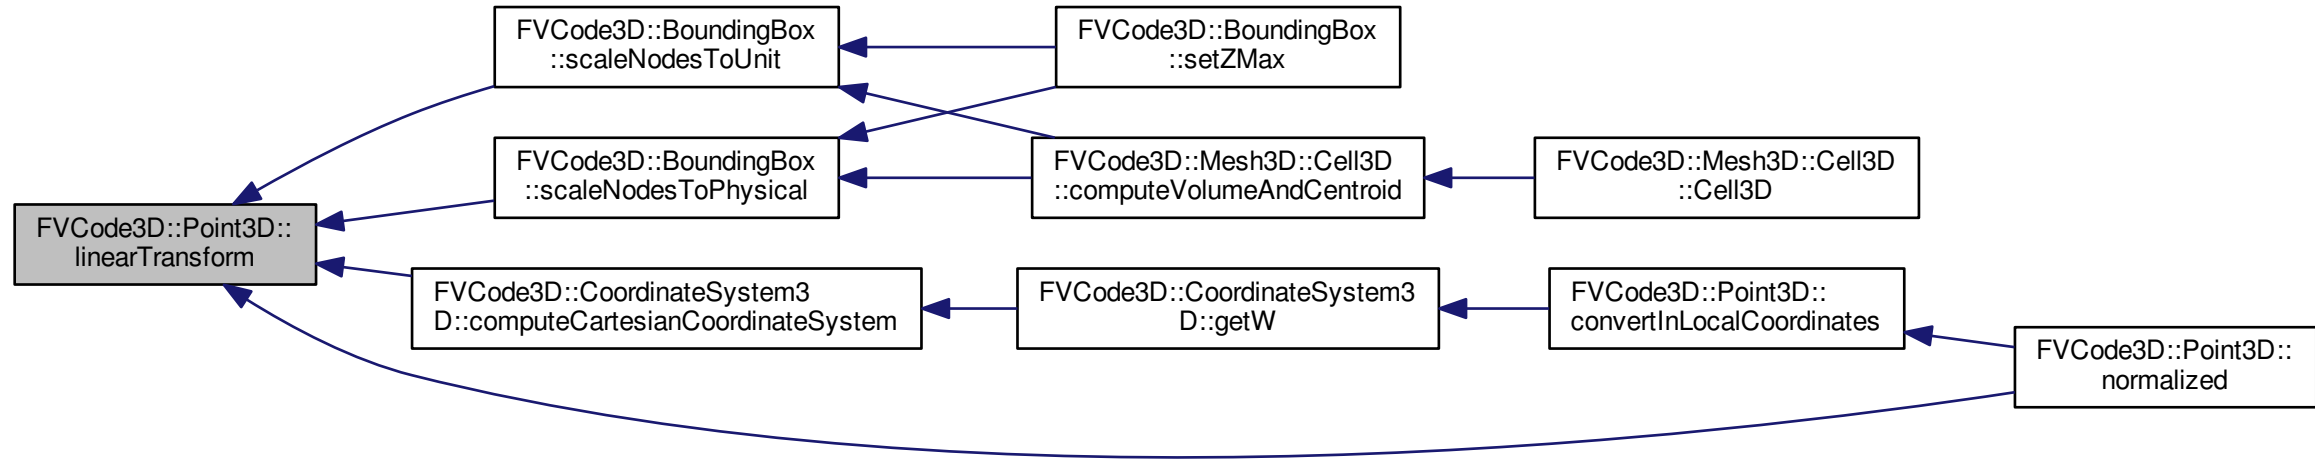 FVCode3D::BoundingBox
::scaleNodesToUnit
FVCode3D::BoundingBox
::setZMax
FVCode3D::BoundingBox
::scaleNodesToPhysical
FVCode3D::Mesh3D::Cell3D
::computeVolumeAndCentroid
FVCode3D::Mesh3D::Cell3D
::Cell3D
FVCode3D::Point3D::
linearTransform
FVCode3D::CoordinateSystem3
D::computeCartesianCoordinateSystem
FVCode3D::CoordinateSystem3
D::getW
FVCode3D::Point3D::
convertInLocalCoordinates
FVCode3D::Point3D::
normalized